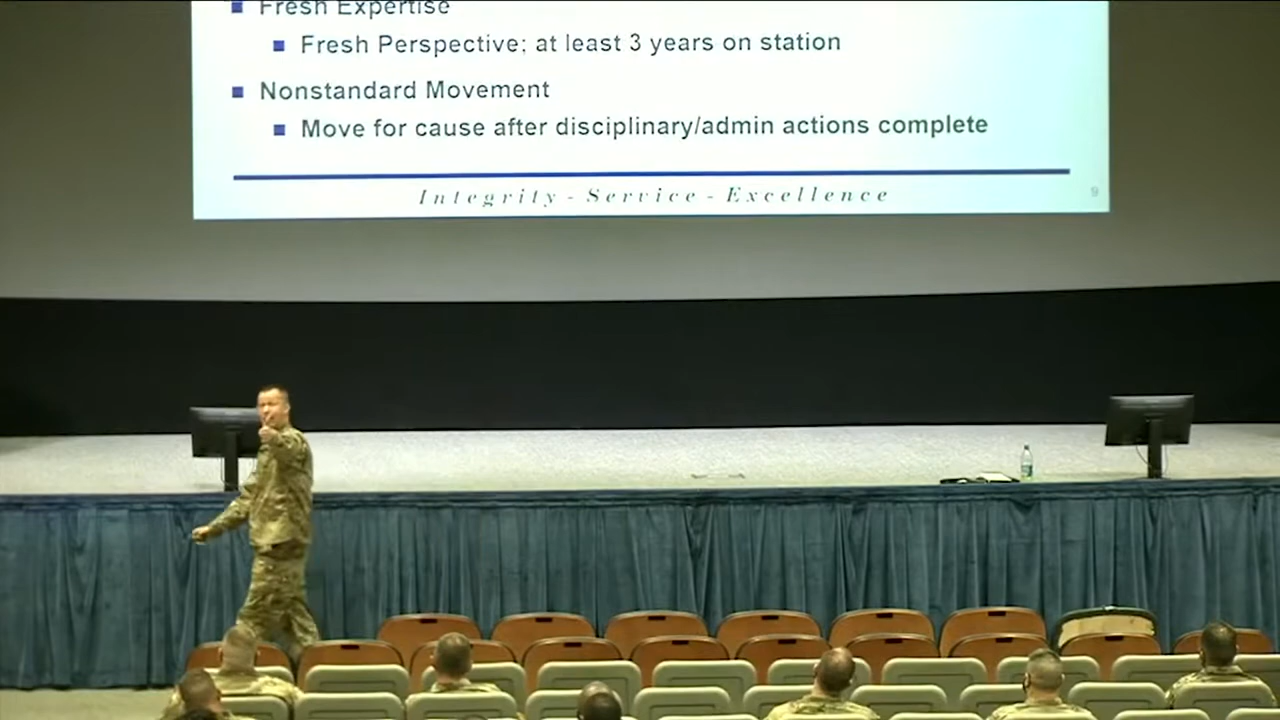 Fresh Expertise
Fresh Perspective; at least 3 years on station
Nonstandard Movement
Move for cause after disciplinary/admin actions complete
Integrity - Service - Excellence
9